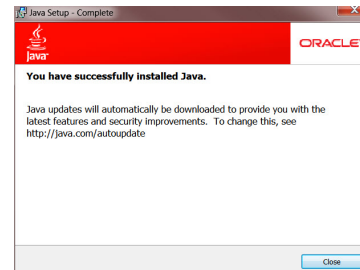 Java Setup - Complete
Java
ORACLE
You have successfully installed Java.
Java updates will automatically be downloaded to provide you with the
latest features and security improvements. To change this, see
http://java.com/autoupdate
Close